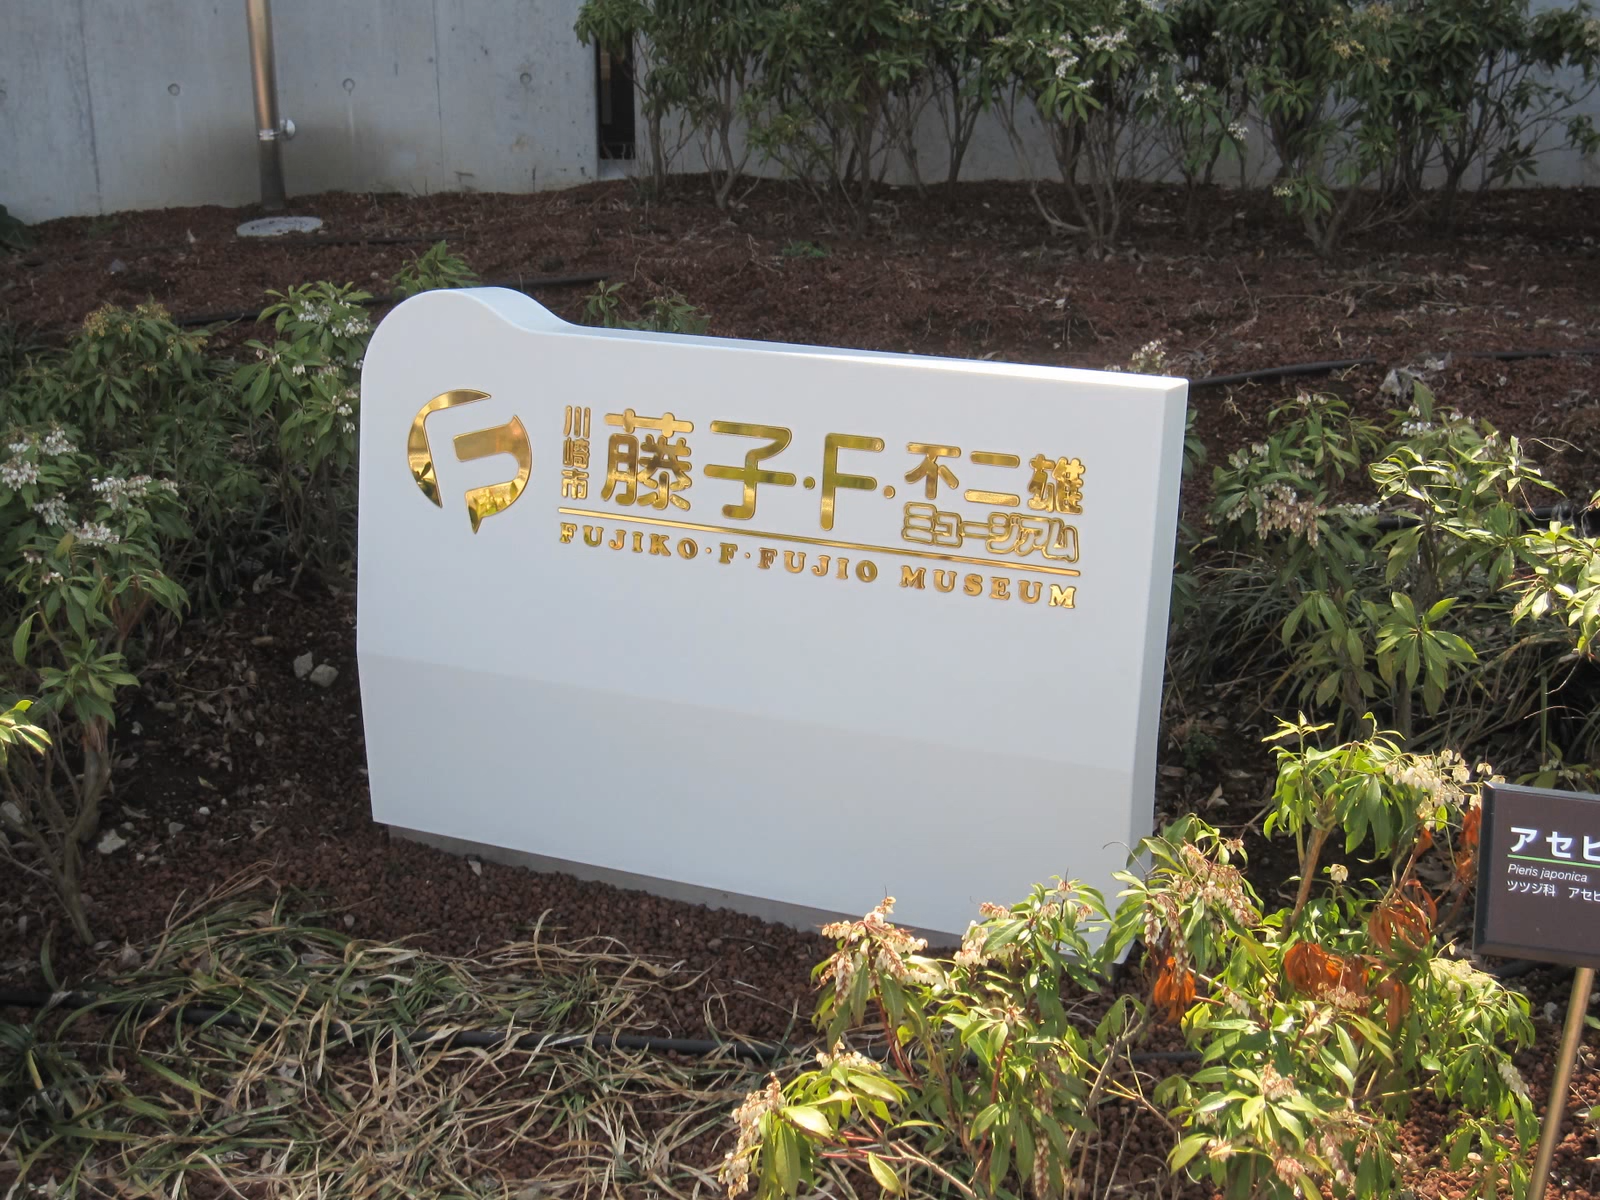 川崎市
藤子・F・不二雄
ミュージアム
FUJIKO・F・FUJIO MUSEUM
アセビ
Pieris japonica
ツツジ科 アセビ